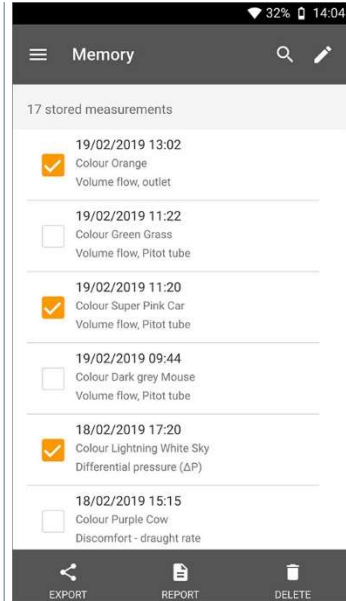 32% 14:04
Memory
17 stored measurements
19/02/2019 13:02
Colour Orange
Volume flow, outlet
19/02/2019 11:22
Colour Green Grass
Volume flow, Pitot tube
19/02/2019 11:20
Colour Super Pink Car
Volume flow, Pitot tube
19/02/2019 09:44
Colour Dark grey Mouse
Volume flow, Pitot tube
18/02/2019 17:20
Colour Lightning White Sky
Differential pressure (ΔP)
18/02/2019 15:15
Colour Purple Cow
Discomfort - draught rate
EXPORT REPORT DELETE